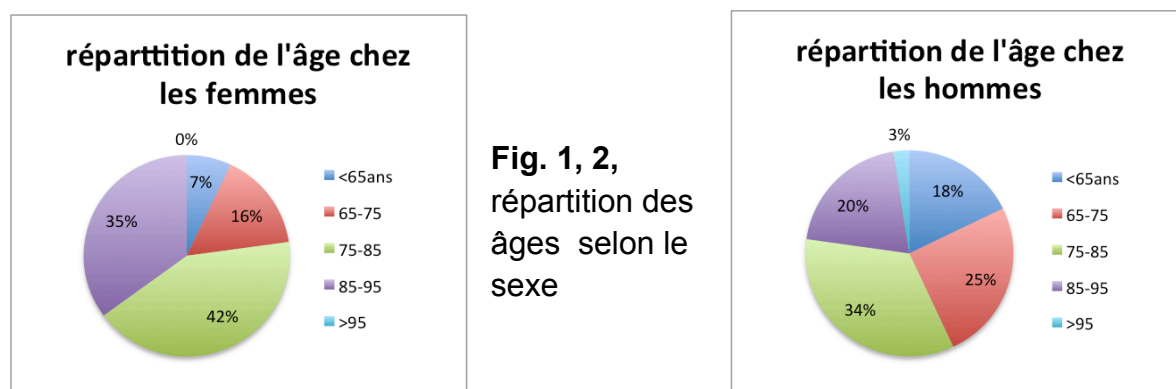 réparttition de l'âge chez
les femmes
0%
7%
16%
35%
42%
<65ans
65-75
75-85
85-95
>95
Fig. 1, 2,
répartition des
âges selon le
sexe
répartition de l'âge chez
les hommes
3%
18%
20%
25%
34%
<65ans
65-75
75-85
85-95
>95